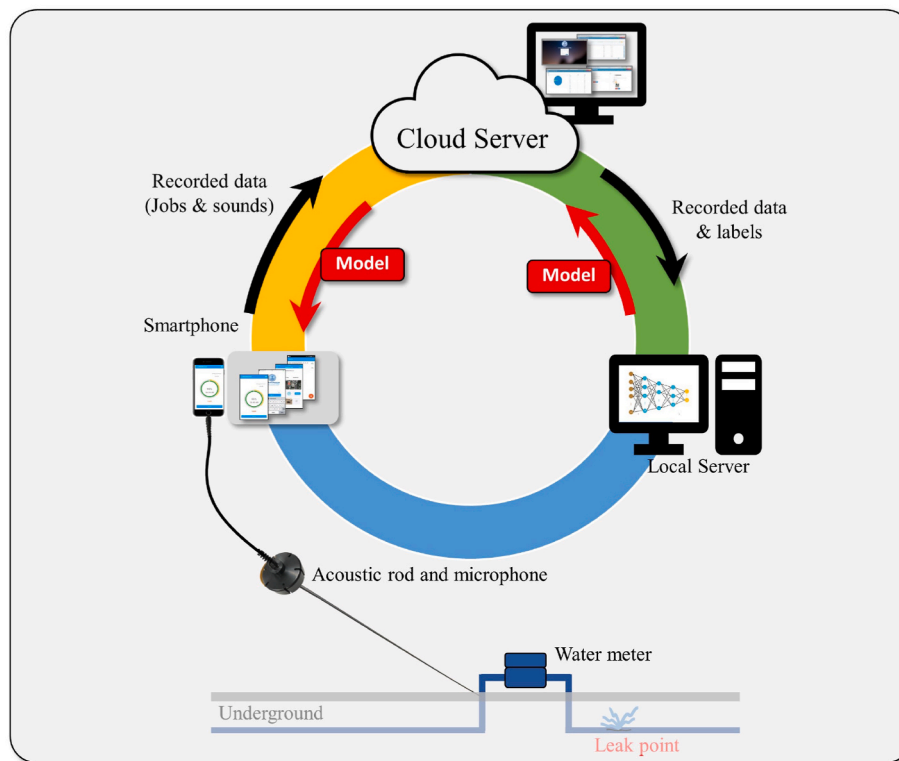 Cloud Server
Recorded data
(Jobs & sounds)
Recorded data
& labels
Model
Model
Smartphone
Local Server
Acoustic rod and microphone
Water meter
Underground
Leak point